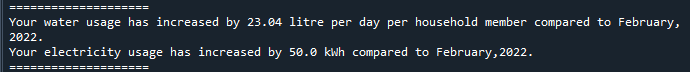 =====================
Your water usage has increased by 23.04 litre per day per household member compared to February,
2022.
Your electricity usage has increased by 50.0 kWh compared to February,2022.
=====================